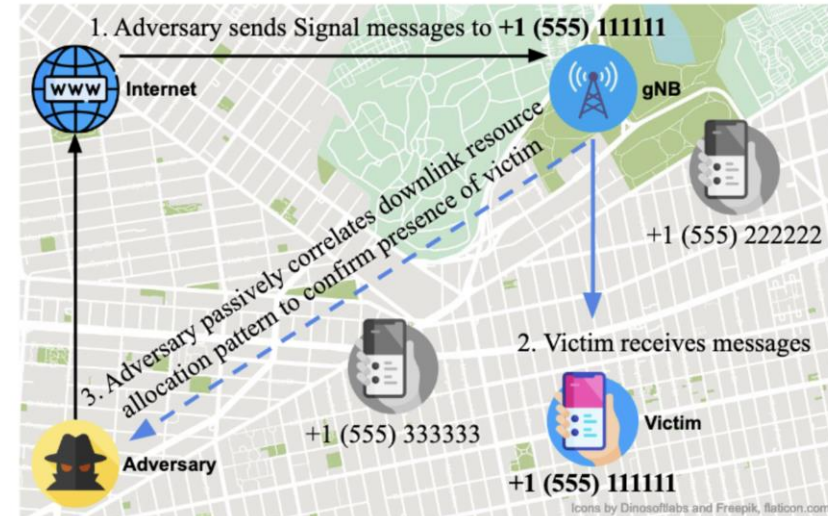 1. Adversary sends Signal messages to +1 (555) 111111
WWW
Internet
gNB
3. Adversary passively correlates downlink resource
allocation pattern to confirm presence of victim
+1 (555) 222222
2. Victim receives messages
+1 (555) 333333
Victim
Adversary
+1 (555) 111111
Icons by Dinosoftlabs and Freepik, flaticon.com